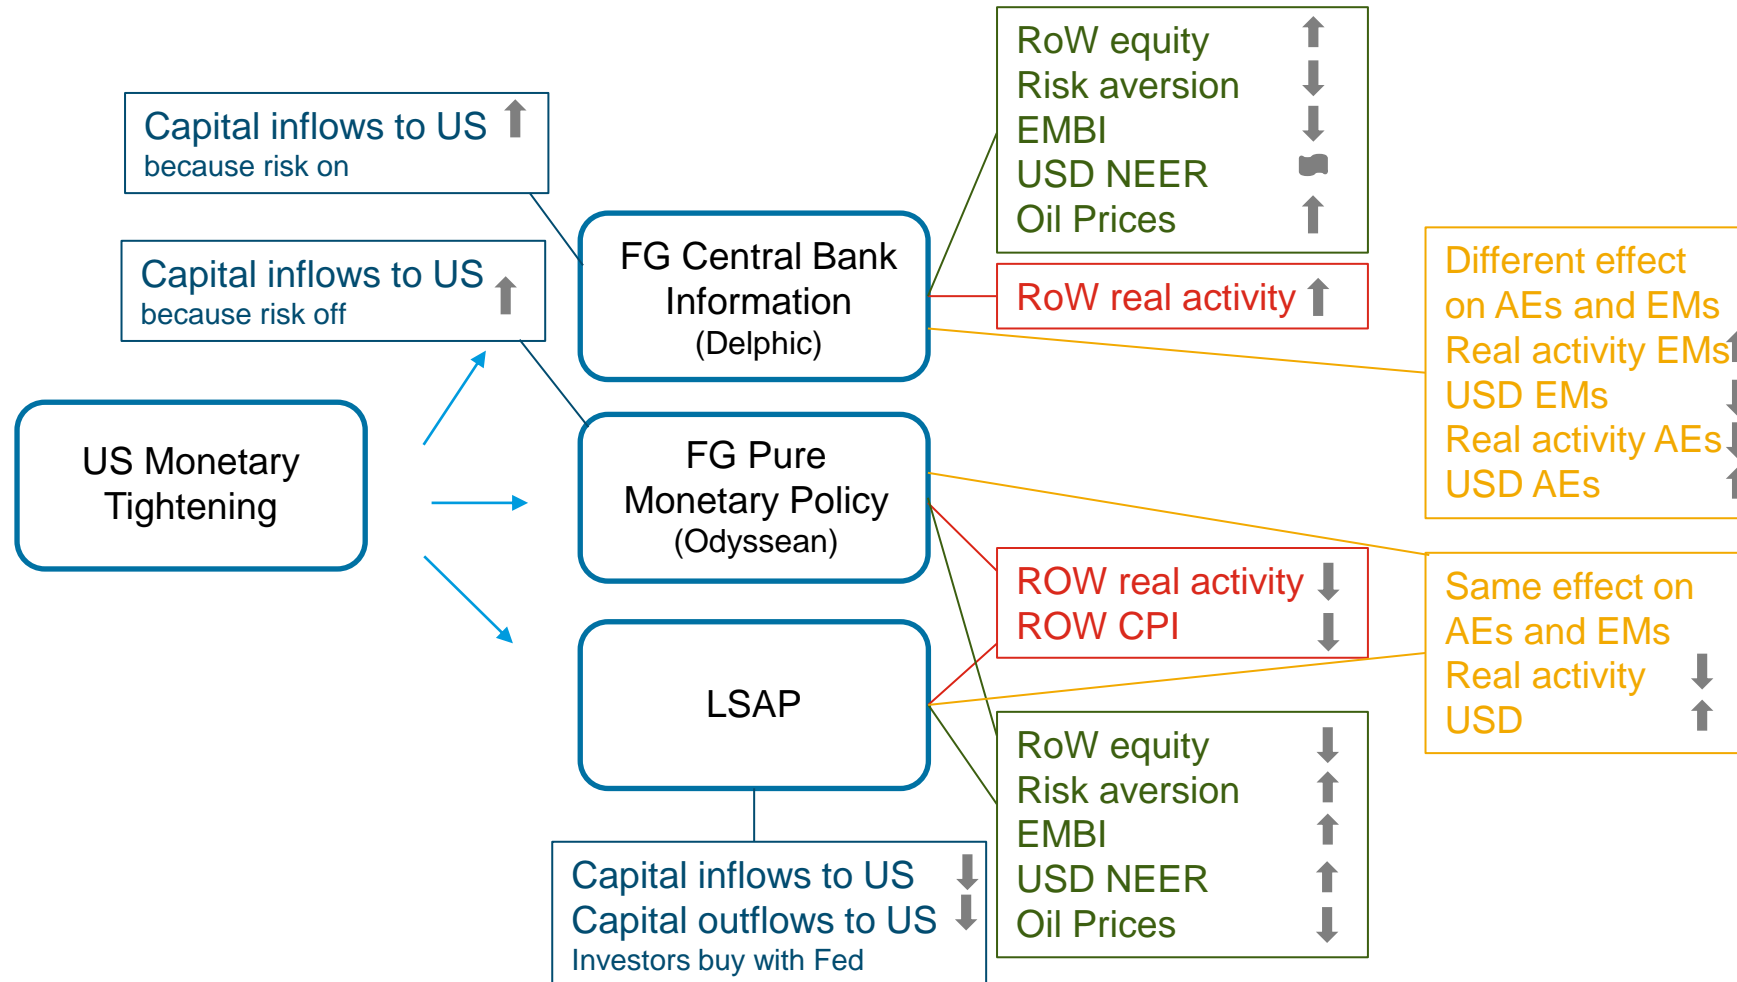 Capital inflows to US
because risk on
Capital inflows to US
because risk off
US Monetary
Tightening
FG Central Bank
Information
(Delphic)
FG Pure
Monetary Policy
(Odyssean)
LSAP
Capital inflows to US
Capital outflows to US
Investors buy with Fed
RoW equity
Risk aversion
EMBI
USD NEER
Oil Prices
RoW real activity
ROW real activity
ROW CPI
RoW equity
Risk aversion
EMBI
USD NEER
Oil Prices
Different effect
on AEs and EMs
Real activity EMs
USD EMs
Real activity AEs
USD AEs
Same effect on
AEs and EMs
Real activity
USD